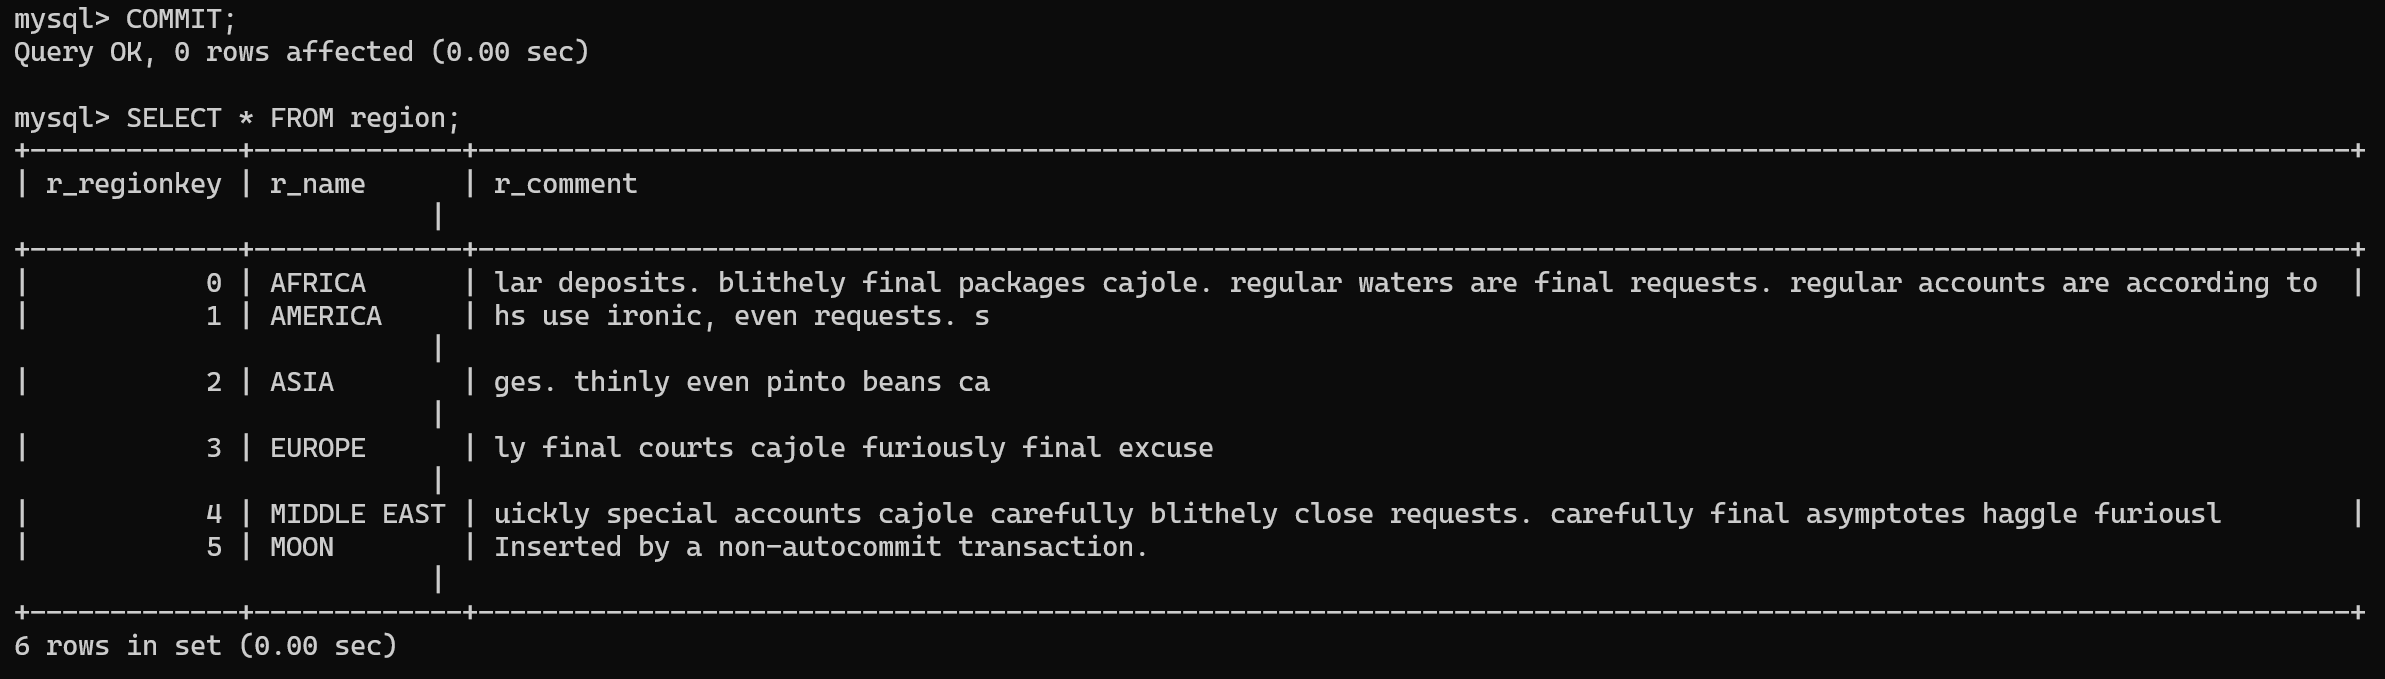 mysql> COMMIT;
Query OK, 0 rows affected (0.00 sec)

mysql> SELECT * FROM region;
+-------------+-------------+---------------------------------------------------------------------------------------------------------------------+
| r_regionkey | r_name      | r_comment
                          |
+-------------+-------------+---------------------------------------------------------------------------------------------------------------------+
|           0 | AFRICA      | lar deposits. blithely final packages cajole. regular waters are final requests. regular accounts are according to  |
|           1 | AMERICA     | hs use ironic, even requests. s
                          |
|           2 | ASIA        | ges. thinly even pinto beans ca
                          |
|           3 | EUROPE      | ly final courts cajole furiously final excuse
                          |
|           4 | MIDDLE EAST | uickly special accounts cajole carefully blithely close requests. carefully final asymptotes haggle furiousl        |
|           5 | MOON        | Inserted by a non-autocommit transaction.
                          |
+-------------+-------------+---------------------------------------------------------------------------------------------------------------------+
6 rows in set (0.00 sec)